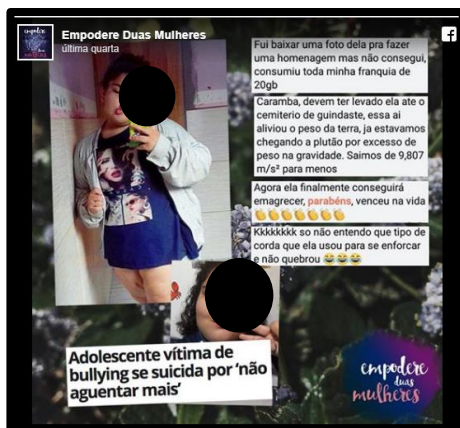 Empodere Duas Mulheres
última quarta
Fui baixar uma foto dela pra fazer
uma homenagem mas não consegui,
consumiu toda minha franquia de
20gb
Caramba, devem ter levado ela ate o
cemiterio de guindaste, essa ai
aliviou o peso da terra, ja estavamos
chegando a plutão por excesso de
peso na gravidade. Saimos de 9,807
m/s² para menos
Agora ela finalmente conseguirá
emagrecer, parabéns, venceu na vida
👏👏👏👏👏👏👏
Kkkkkkkk so não entendo que tipo de
corda que ela usou para se enforcar
e não quebrou 😂😂😂
Adolescente vítima de
bullying se suicida por 'não
aguentar mais'
empodere
duas
mulheres